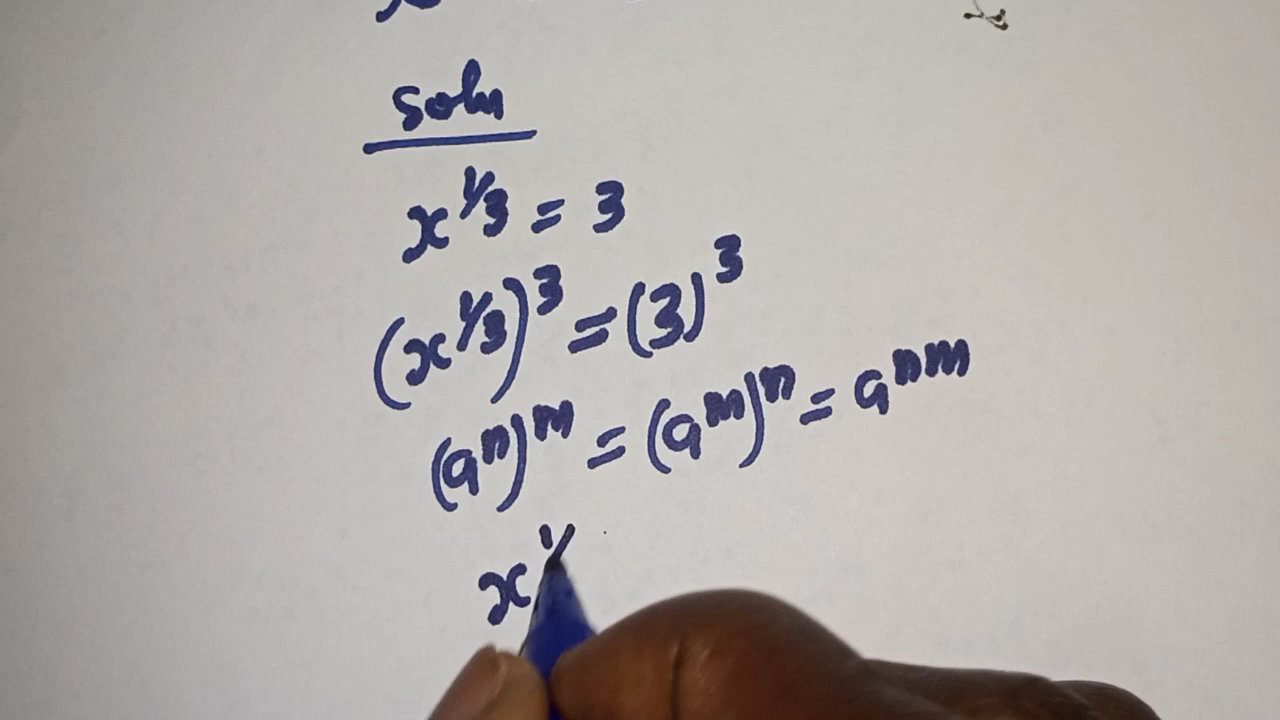 Soln
x^1/3 = 3
(x^1/3)^3 = (3)^3
(a^n)^m = (a^m)^n = a^nm
x^1/